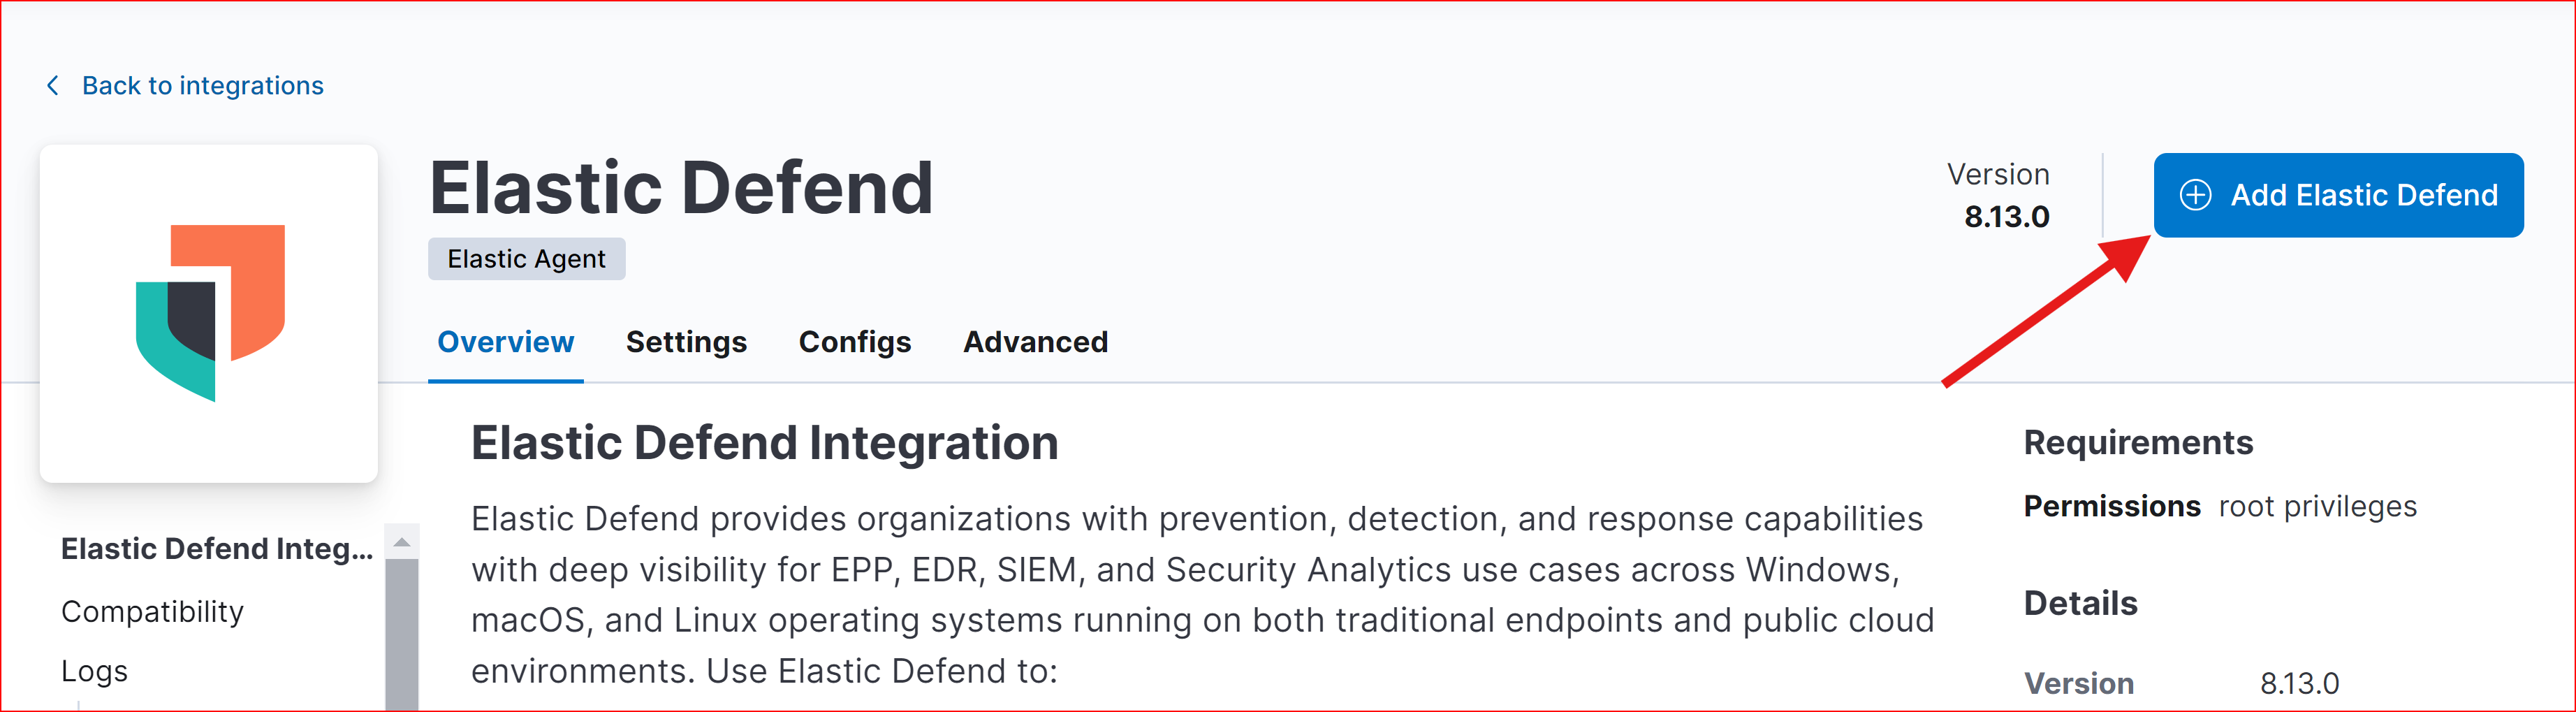 Back to integrations
Elastic Defend
Elastic Agent
Version
8.13.0
Add Elastic Defend
Overview
Settings
Configs
Advanced
Elastic Defend Integ...
Compatibility
Logs
Elastic Defend Integration
Elastic Defend provides organizations with prevention, detection, and response capabilities
with deep visibility for EPP, EDR, SIEM, and Security Analytics use cases across Windows,
macOS, and Linux operating systems running on both traditional endpoints and public cloud
environments. Use Elastic Defend to:
Requirements
Permissions root privileges
Details
Version 8.13.0